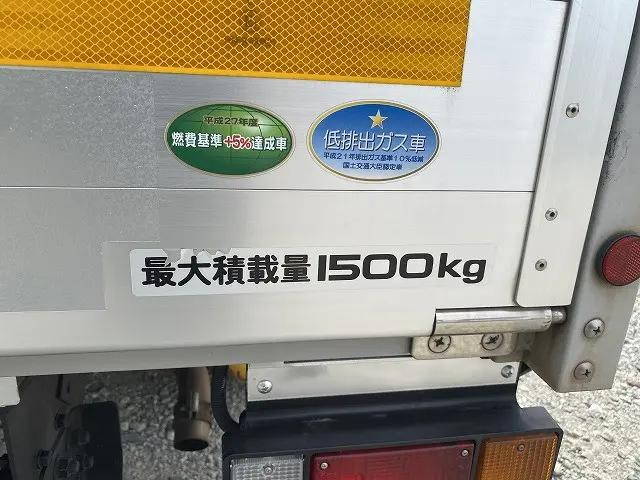 平成27年度
燃費基準+5%達成車
低排出ガス車
平成21年排出ガス基準10%低減
国土交通大臣認定車
最大積載量1500kg